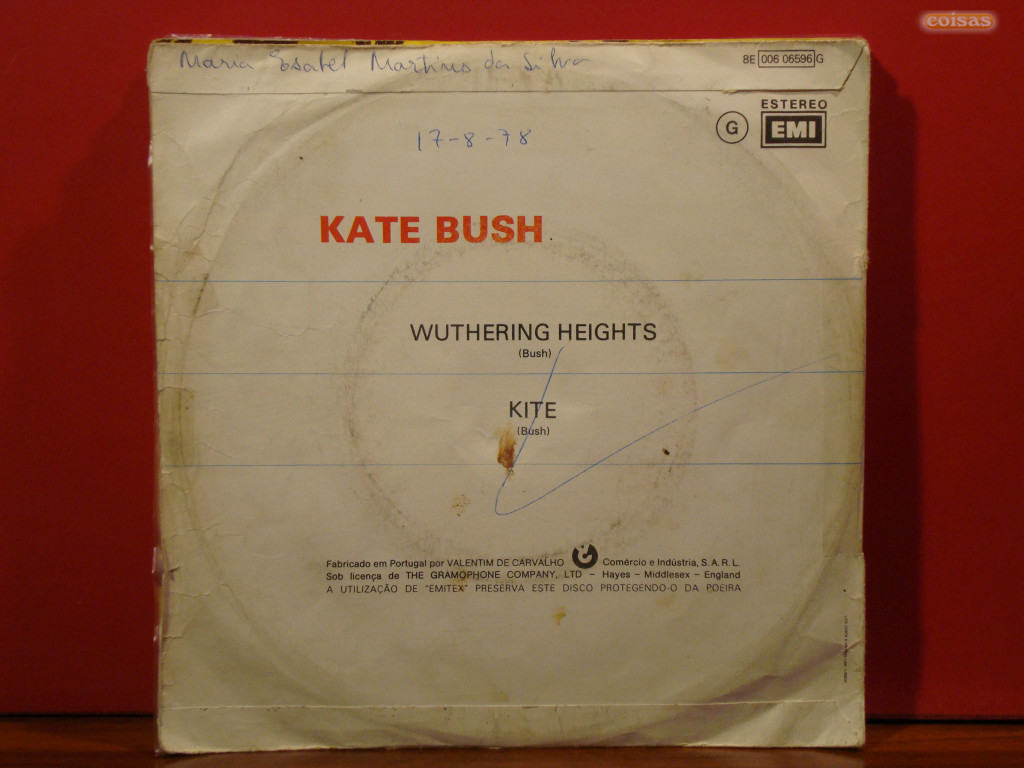 coisas
Maria Isabel Martins da Silva
8E 006 06596 G
17-8-78
ESTEREO
G EMI
KATE BUSH
WUTHERING HEIGHTS
(Bush)
KITE
(Bush)
Fabricado em Portugal por VALENTIM DE CARVALHO Comércio e Indústria, S. A. R. L.
Sob licença de THE GRAMOPHONE COMPANY, LTD – Hayes – Middlesex – England
A UTILIZAÇÃO DE "EMITEX" PRESERVA ESTE DISCO PROTEGENDO-O DA POEIRA